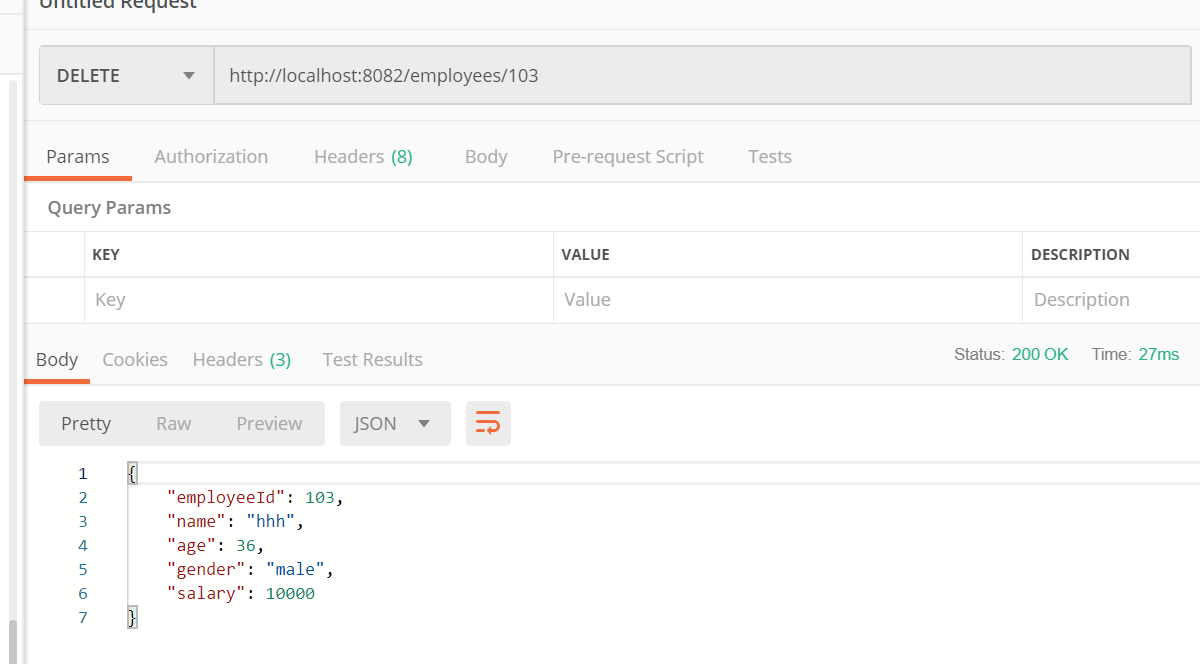 Untitled Request
DELETE http://localhost:8082/employees/103
Params Authorization Headers (8) Body Pre-request Script Tests
Query Params
KEY VALUE DESCRIPTION
Key Value Description
Body Cookies Headers (3) Test Results Status: 200 OK Time: 27ms
Pretty Raw Preview JSON
1 {
2 "employeeId": 103,
3 "name": "hhh",
4 "age": 36,
5 "gender": "male",
6 "salary": 10000
7 }